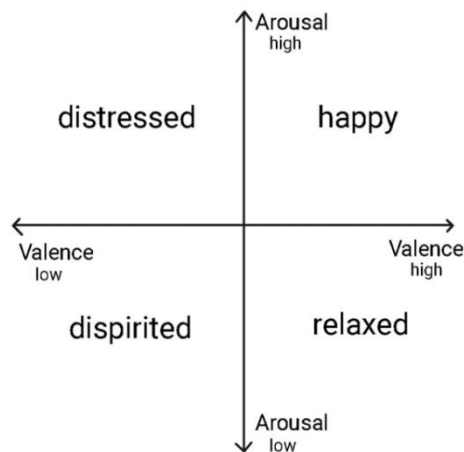 Arousal
high
distressed
happy
Valence
low
Valence
high
dispirited
relaxed
Arousal
low